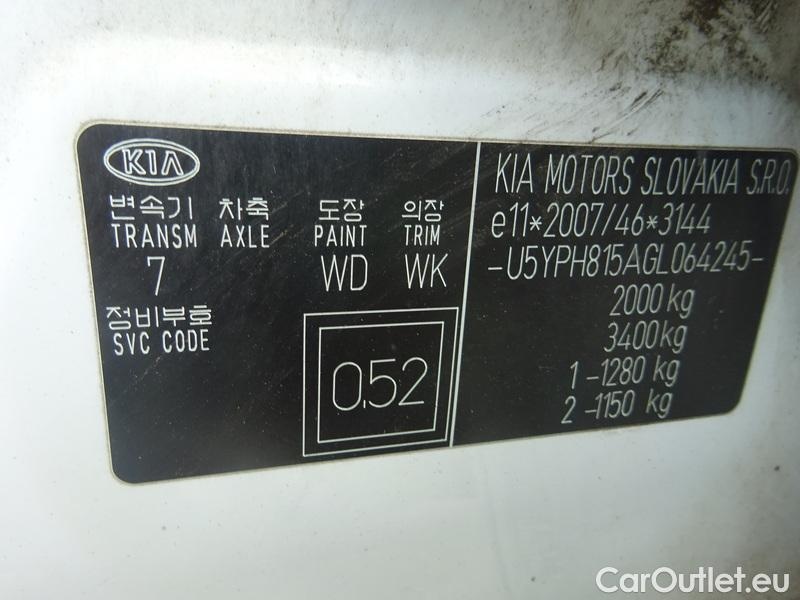 KIA
변속기 차축 도장 의장
TRANSM AXLE PAINT TRIM
7 WD WK
정비부호
SVC CODE
0.52
KIA MOTORS SLOVAKIA S.R.O.
e11*2007/46*3144
-U5YPH815AGL064245-
2000 kg
3400 kg
1 -1280 kg
2 -1150 kg
CarOutlet.eu